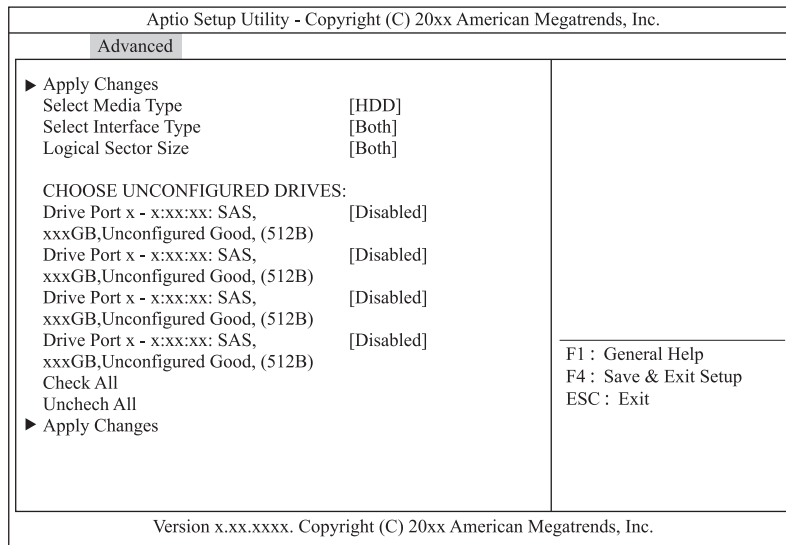 Aptio Setup Utility - Copyright (C) 20xx American Megatrends, Inc.
Advanced
▶ Apply Changes
Select Media Type [HDD]
Select Interface Type [Both]
Logical Sector Size [Both]
CHOOSE UNCONFIGURED DRIVES:
Drive Port x - x:xx:xx: SAS, [Disabled]
xxxGB,Unconfigured Good, (512B)
Drive Port x - x:xx:xx: SAS, [Disabled]
xxxGB,Unconfigured Good, (512B)
Drive Port x - x:xx:xx: SAS, [Disabled]
xxxGB,Unconfigured Good, (512B)
Drive Port x - x:xx:xx: SAS, [Disabled]
xxxGB,Unconfigured Good, (512B)
Check All
Unchech All
▶ Apply Changes
F1 : General Help
F4 : Save & Exit Setup
ESC : Exit
Version x.xx.xxxx. Copyright (C) 20xx American Megatrends, Inc.